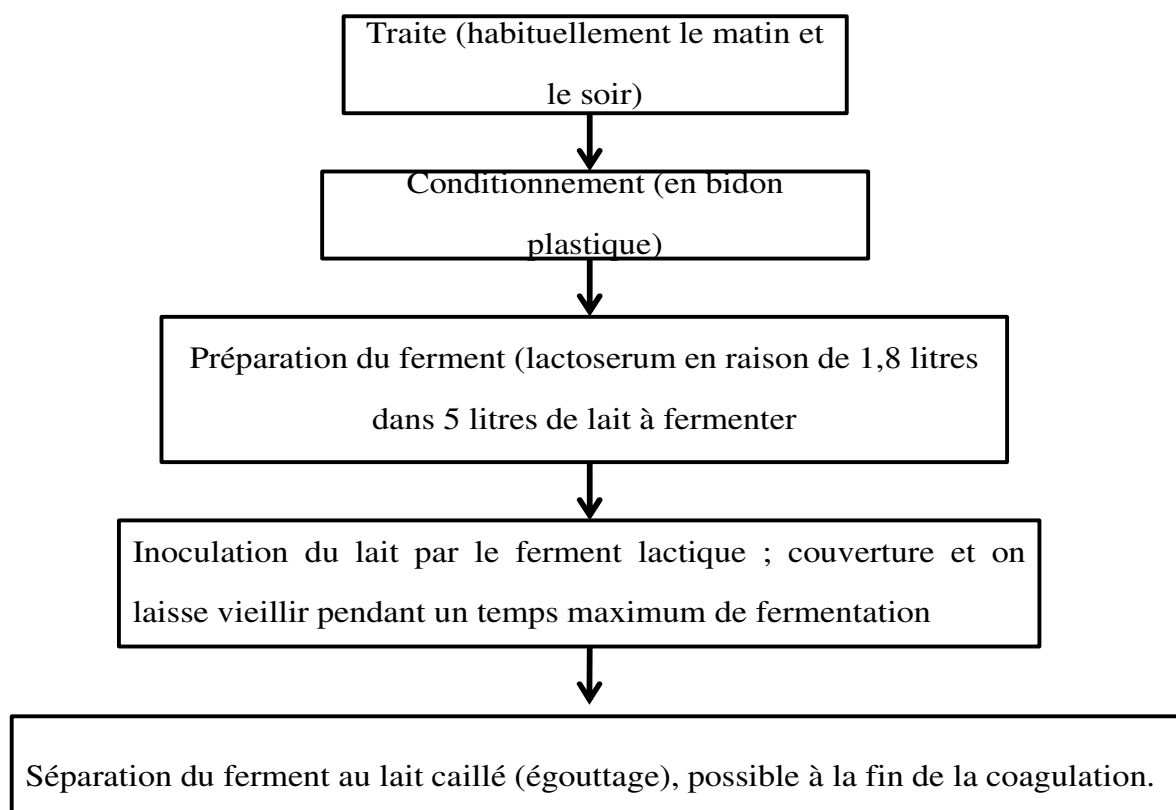 Traite (habituellement le matin et
le soir)
Conditionnement (en bidon
plastique)
Préparation du ferment (lactoserum en raison de 1,8 litres
dans 5 litres de lait à fermenter
Inoculation du lait par le ferment lactique ; couverture et on
laisse vieillir pendant un temps maximum de fermentation
Séparation du ferment au lait caillé (égouttage), possible à la fin de la coagulation.